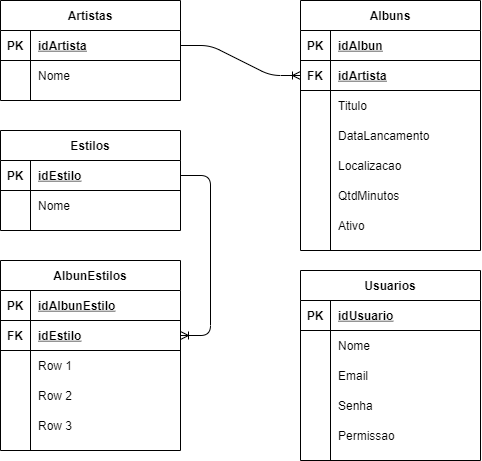 Artistas
PK idArtista
Nome
Albuns
PK idAlbun
FK idArtista
Titulo
DataLancamento
Localizacao
QtdMinutos
Ativo
Estilos
PK idEstilo
Nome
AlbunEstilos
PK idAlbunEstilo
FK idEstilo
Row 1
Row 2
Row 3
Usuarios
PK idUsuario
Nome
Email
Senha
Permissao